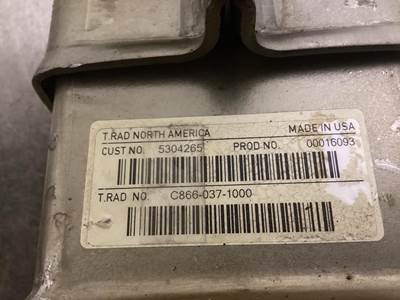 T.RAD NORTH AMERICA MADE IN USA
CUST NO. 5304265 PROD NO. 00016093
T.RAD NO. C866-037-1000